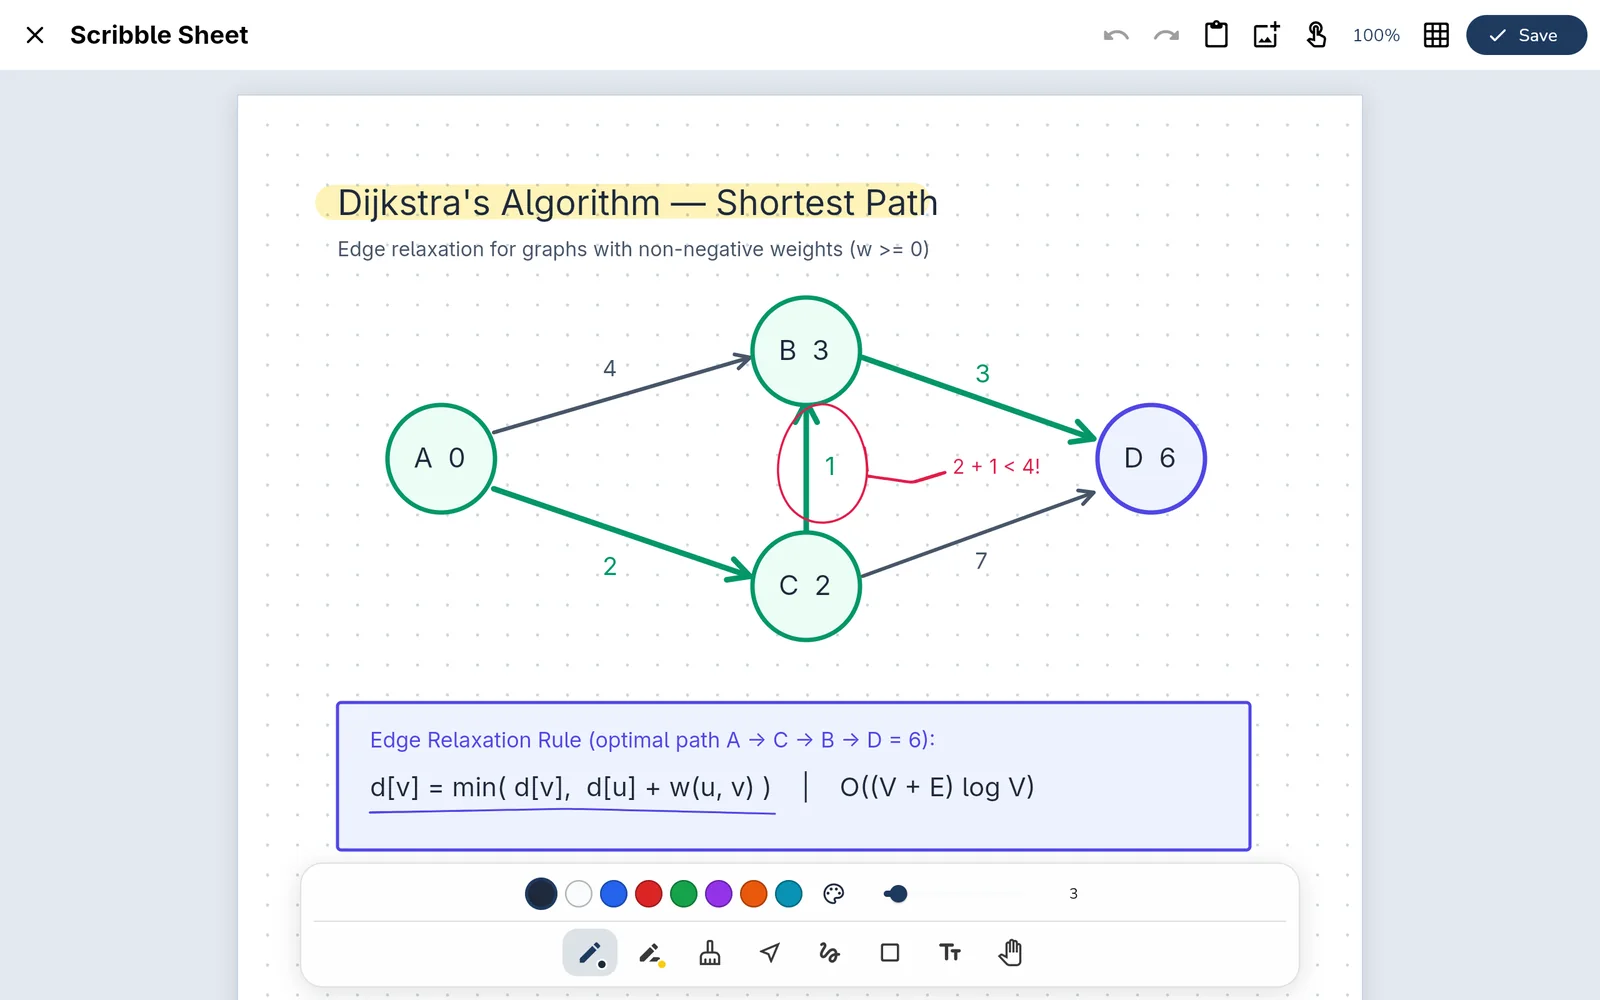 Scribble Sheet
100%
Save
Dijkstra's Algorithm — Shortest Path
Edge relaxation for graphs with non-negative weights (w >= 0)
B 3
4
3
A 0
1
2 + 1 < 4!
D 6
2
7
C 2
Edge Relaxation Rule (optimal path A → C → B → D = 6):
d[v] = min( d[v], d[u] + w(u, v) ) | O((V + E) log V)
3
Tт